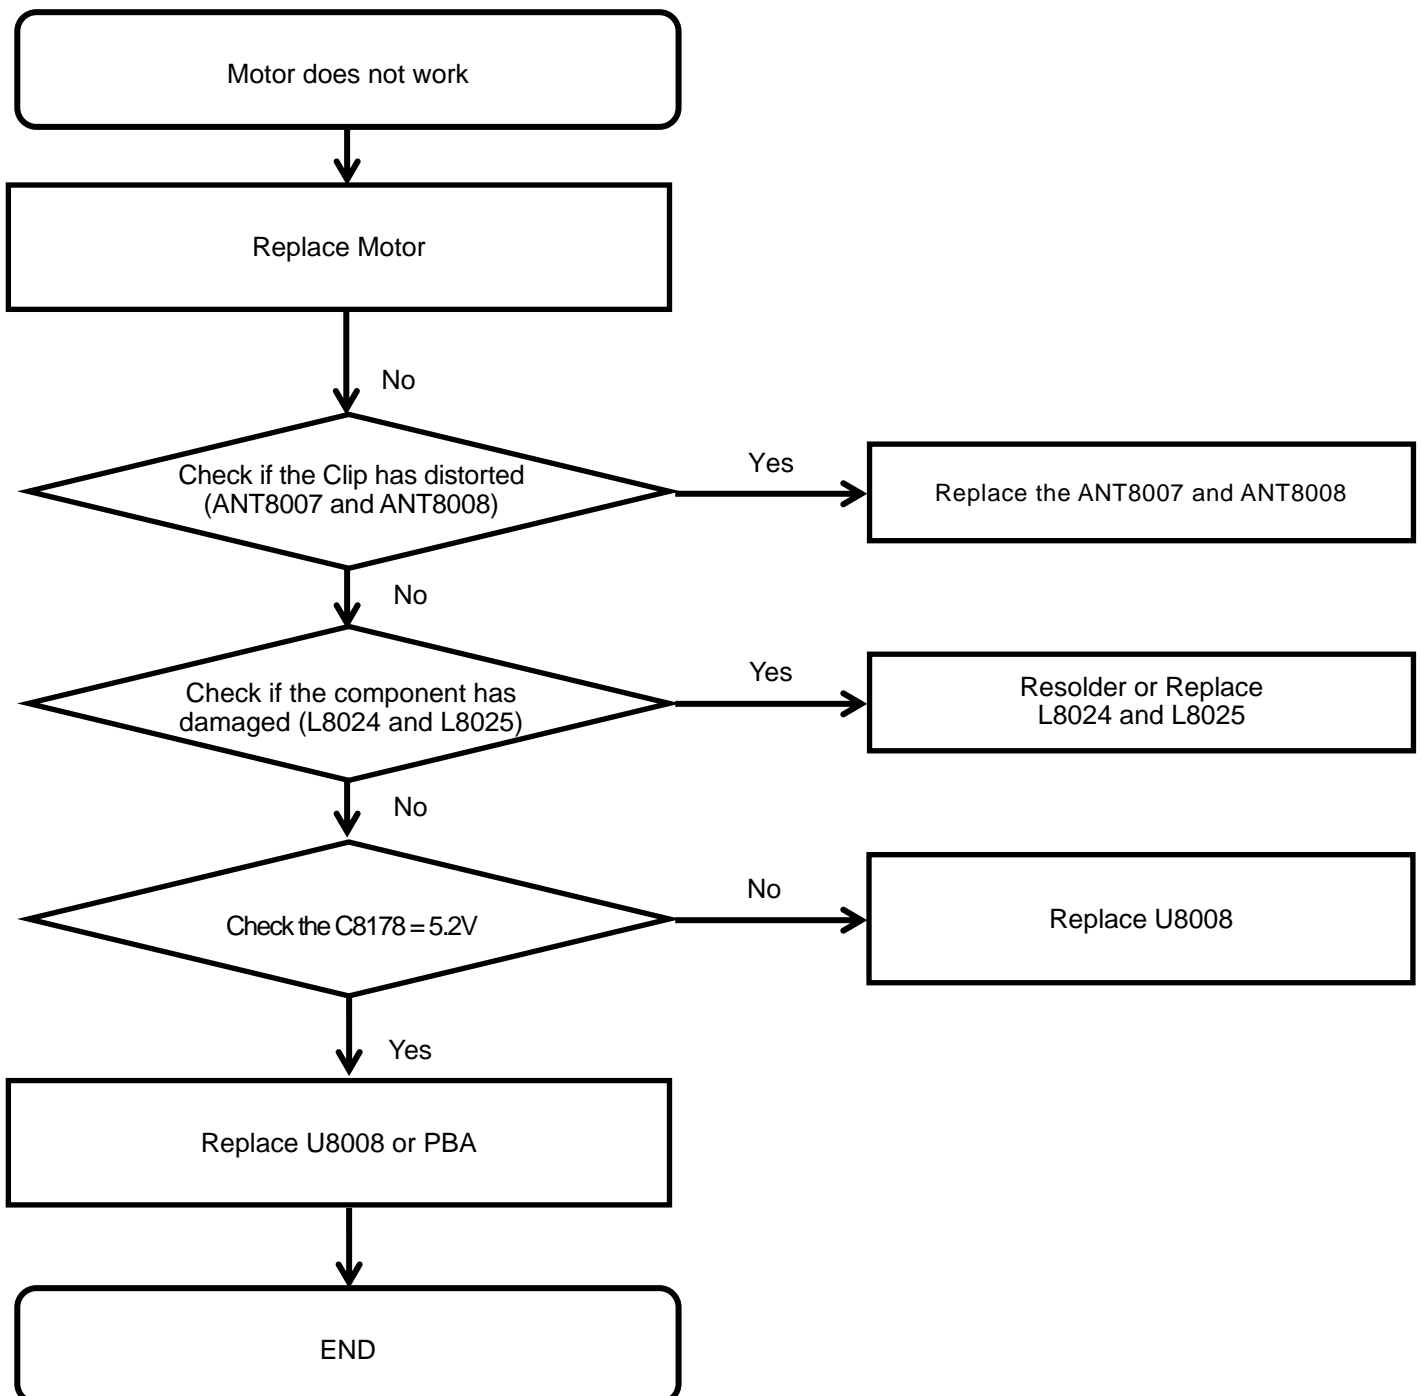 Motor does not work
Replace Motor
No
Check if the Clip has distorted
(ANT8007 and ANT8008)
Yes
Replace the ANT8007 and ANT8008
No
Check if the component has
damaged (L8024 and L8025)
Yes
Resolder or Replace
L8024 and L8025
No
Check the C8178 = 5.2V
No
Replace U8008
Yes
Replace U8008 or PBA
END